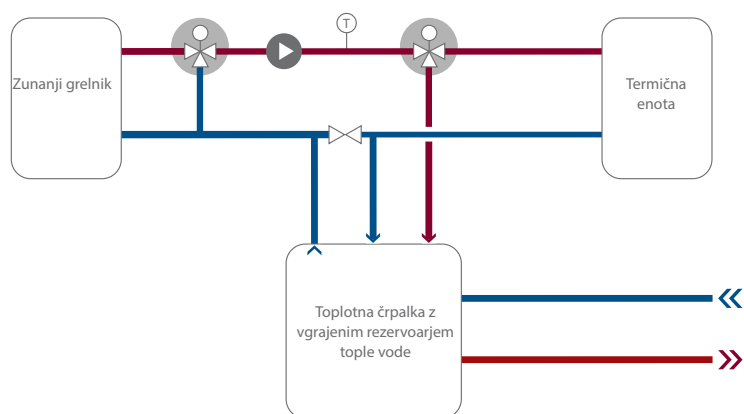 T
Zunanji grelnik
Termična
enota
Toplotna črpalka z
vgrajenim rezervoarjem
tople vode